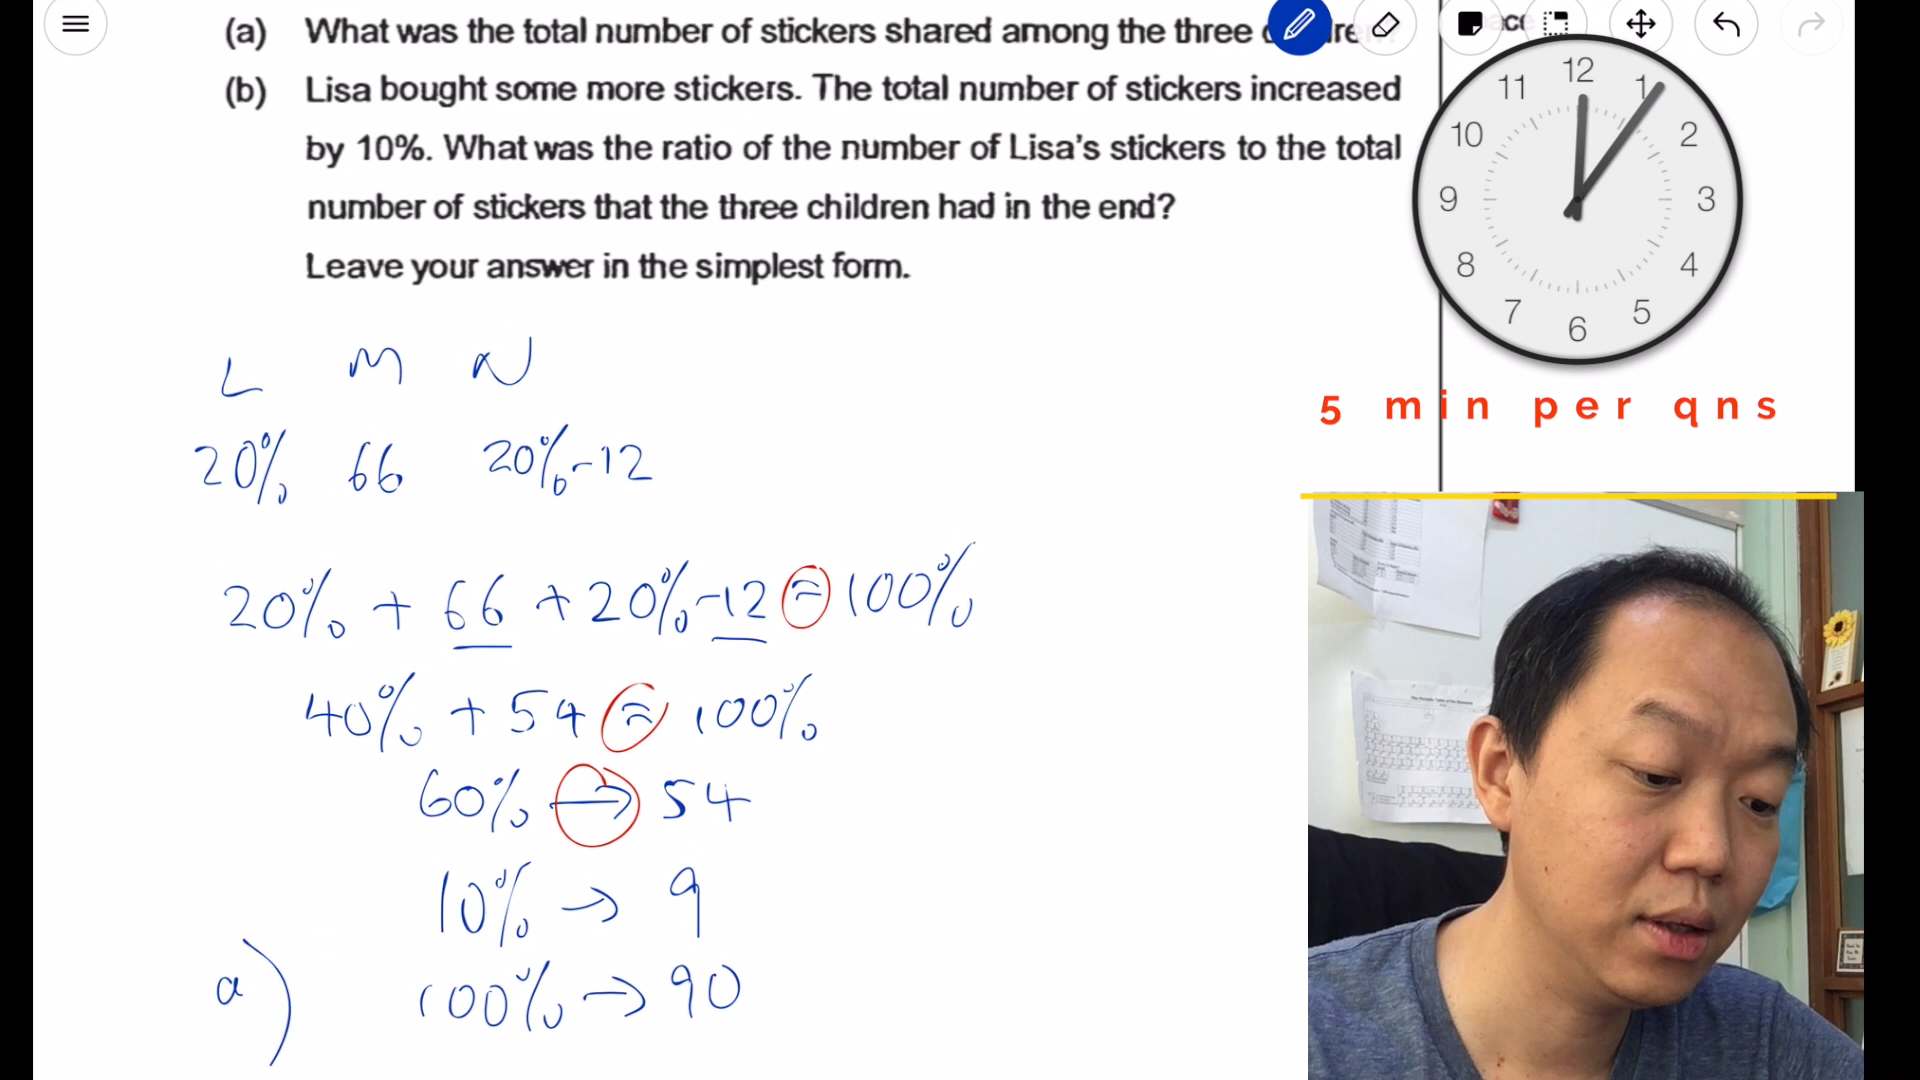 (a) What was the total number of stickers shared among the three
(b) Lisa bought some more stickers. The total number of stickers increased
by 10%. What was the ratio of the number of Lisa's stickers to the total
number of stickers that the three children had in the end?
Leave your answer in the simplest form.
12
11 1
10 2
9 3
8 4
7 5
6
5 min per qns
L M N
20% 66 20%-12
20% + 66 + 20%-12 = 100%
40% + 54 = 100%
60% → 54
10% → 9
a) 100% → 90